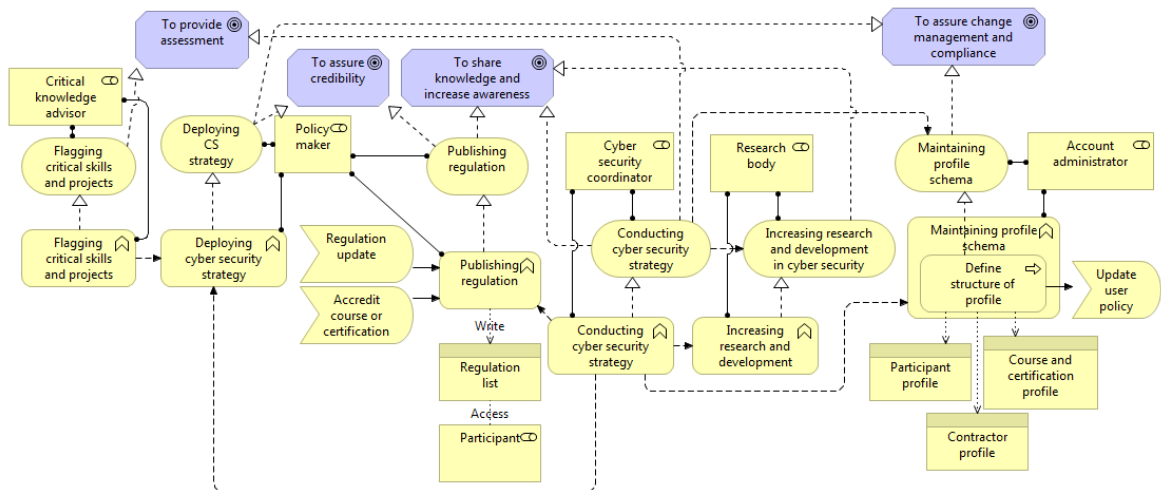 To provide
assessment
To assure
credibility
To share
knowledge and
increase awareness
To assure change
management and
compliance
Critical
knowledge
advisor
Flagging
critical skills
and projects
Deploying
CS
strategy
Policy
maker
Publishing
regulation
Cyber
security
coordinator
Research
body
Maintaining
profile
schema
Account
administrator
Flagging
critical skills
and projects
Deploying
cyber security
strategy
Regulation
update
Accredit
course or
certification
Publishing
regulation
Conducting
cyber security
strategy
Increasing research
and development
in cyber security
Maintaining profile
schema
Define
structure of
profile
Update
user
policy
Write
Regulation
list
Access
Participant
Conducting
cyber security
strategy
Increasing
research and
development
Participant
profile
Contractor
profile
Course and
certification
profile